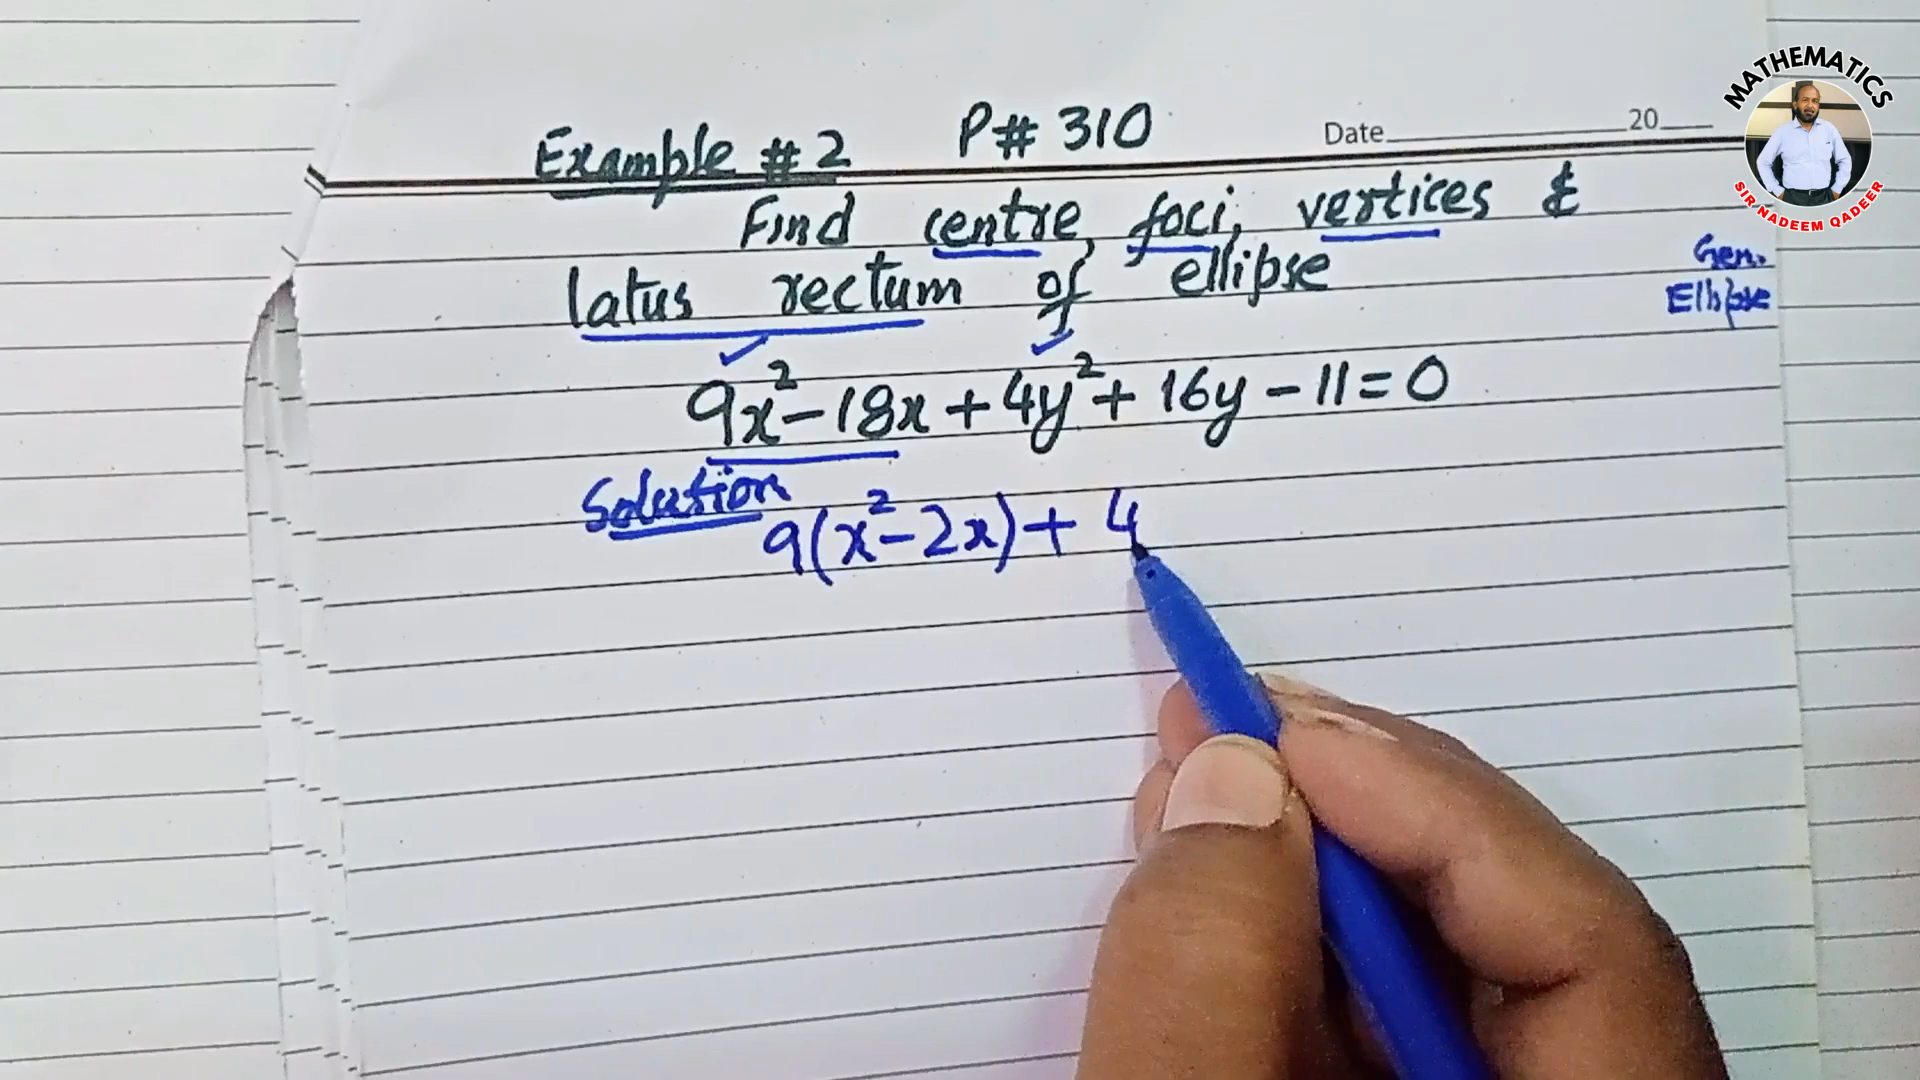 MATHEMATICS
SIR NADEEM QADEER
Date 20
Example # 2 P# 310
Find centre, foci, vertices &
latus rectum of ellipse
Gen.
Ellipse
9x²-18x+4y²+16y-11=0
Solution
9(x²-2x)+4